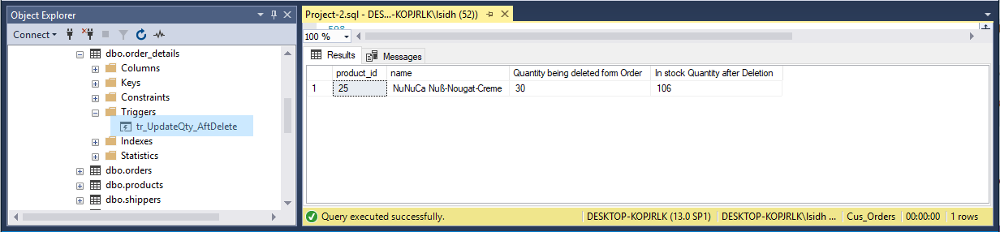 Object Explorer
Connect
dbo.order_details
Columns
Keys
Constraints
Triggers
tr_UpdateQty_AftDelete
Indexes
Statistics
dbo.orders
dbo.products
dbo.shippers
Project-2.sql - DES...-KOPJRLK\lsidh (52))
598
100 %
Results Messages
product_id name Quantity being deleted form Order In stock Quantity after Deletion
1 25 NuNuCa Nuß-Nougat-Creme 30 106
Query executed successfully. DESKTOP-KOPJRLK (13.0 SP1) DESKTOP-KOPJRLK\lsidh ... Cus_Orders 00:00:00 1 rows